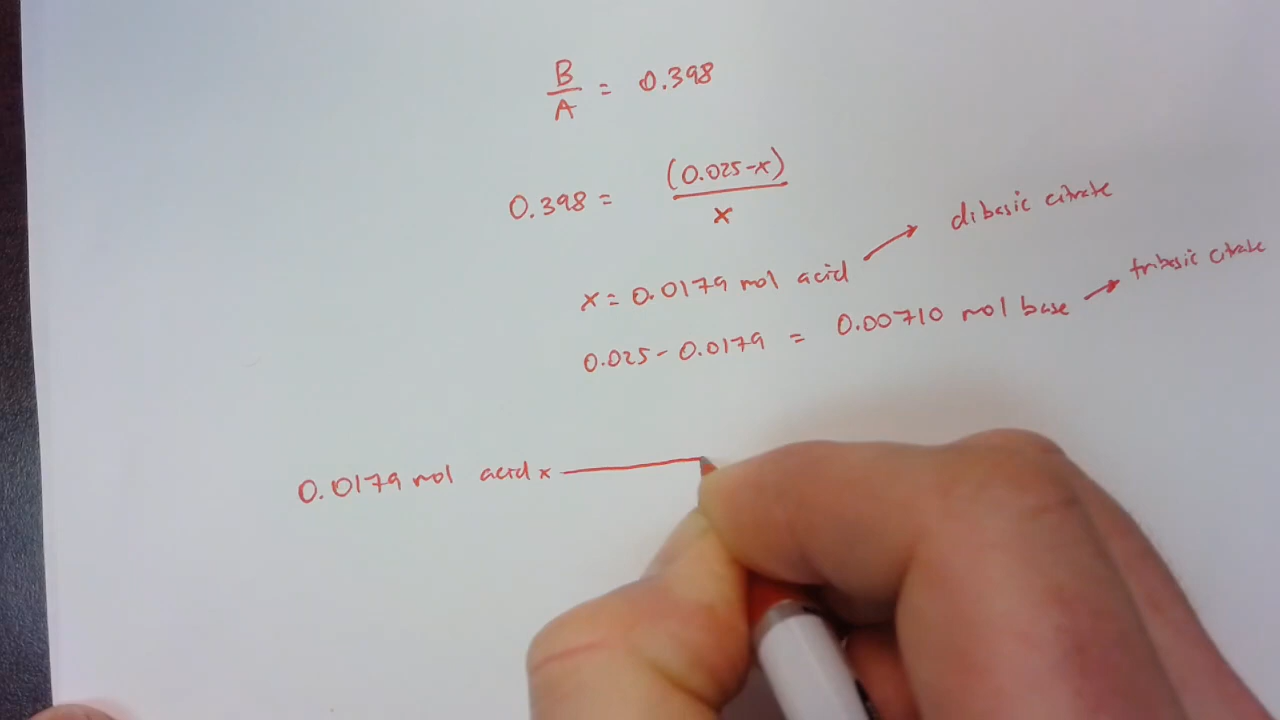 B/A = 0.398
0.398 = (0.025-x)/x
x = 0.0179 mol acid → dibasic citrate
0.025 - 0.0179 = 0.00710 mol base → tribasic citrate
0.0179 mol acid x